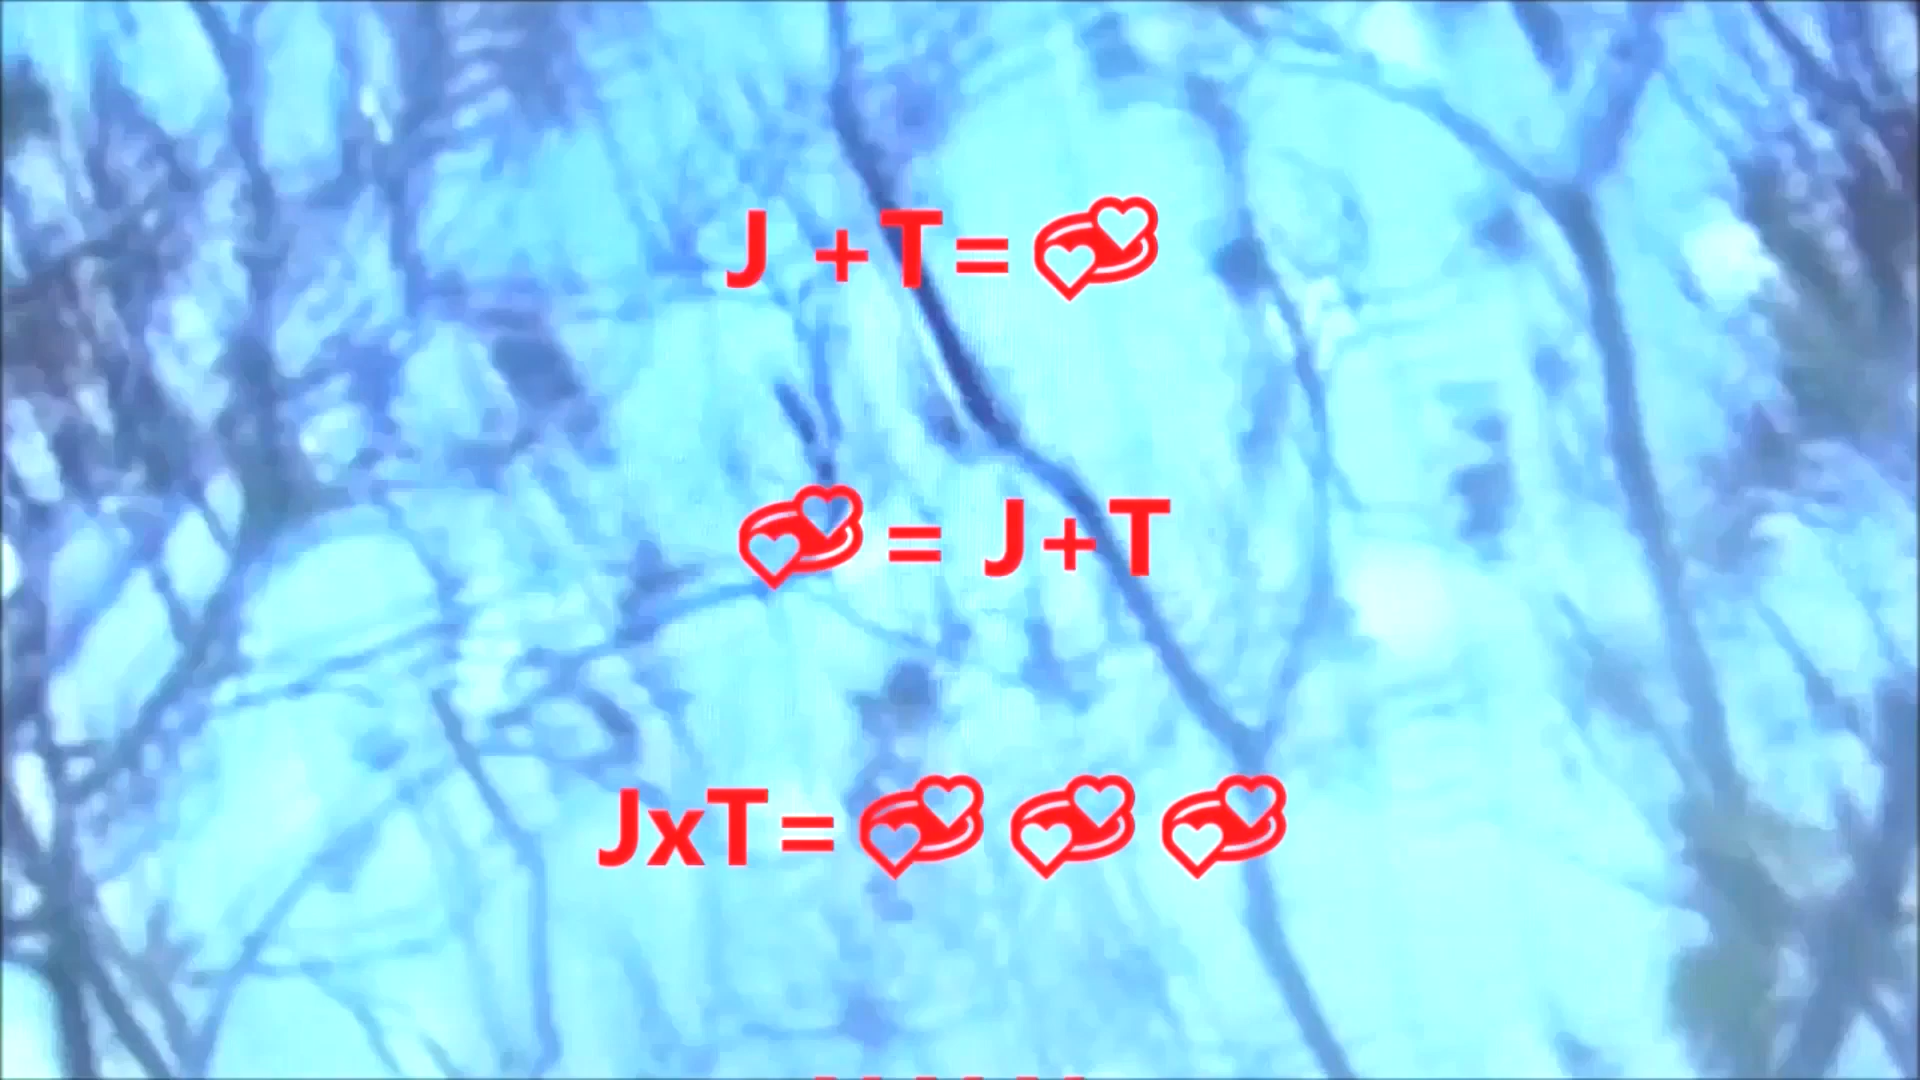 J +T=💞
💞= J+T
JxT=💞💞💞